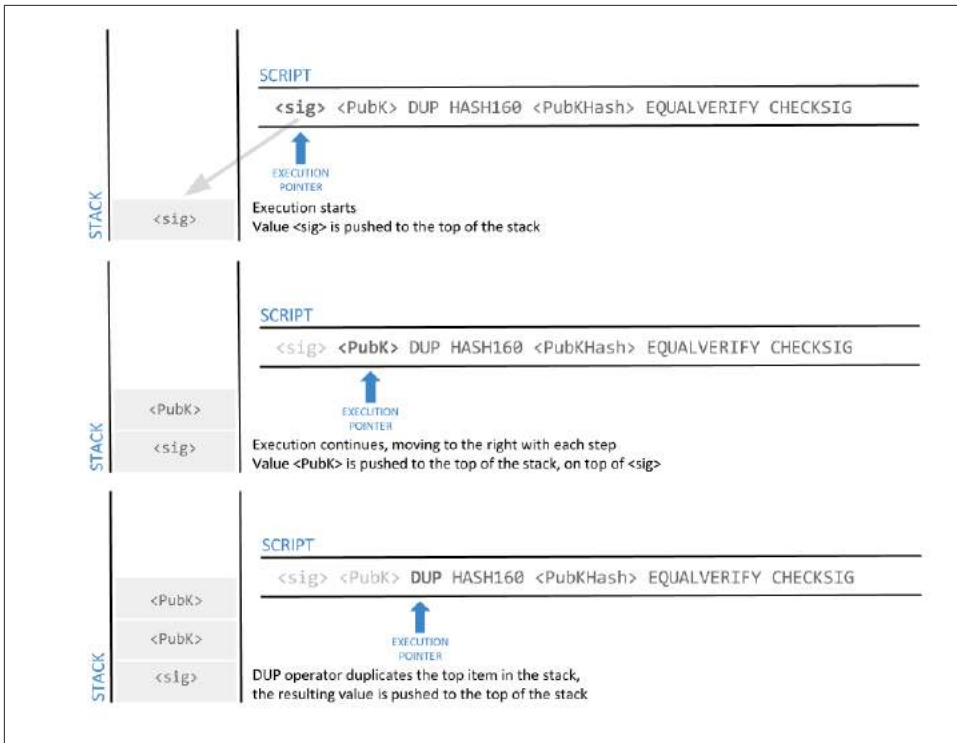 SCRIPT
<sig> <PubK> DUP HASH160 <PubKHash> EQUALVERIFY CHECKSIG
EXECUTION
POINTER
STACK
<sig>
Execution starts
Value <sig> is pushed to the top of the stack
SCRIPT
<sig> <PubK> DUP HASH160 <PubKHash> EQUALVERIFY CHECKSIG
EXECUTION
POINTER
STACK
<PubK>
<sig>
Execution continues, moving to the right with each step
Value <PubK> is pushed to the top of the stack, on top of <sig>
SCRIPT
<sig> <PubK> DUP HASH160 <PubKHash> EQUALVERIFY CHECKSIG
EXECUTION
POINTER
STACK
<PubK>
<PubK>
<sig>
DUP operator duplicates the top item in the stack,
the resulting value is pushed to the top of the stack